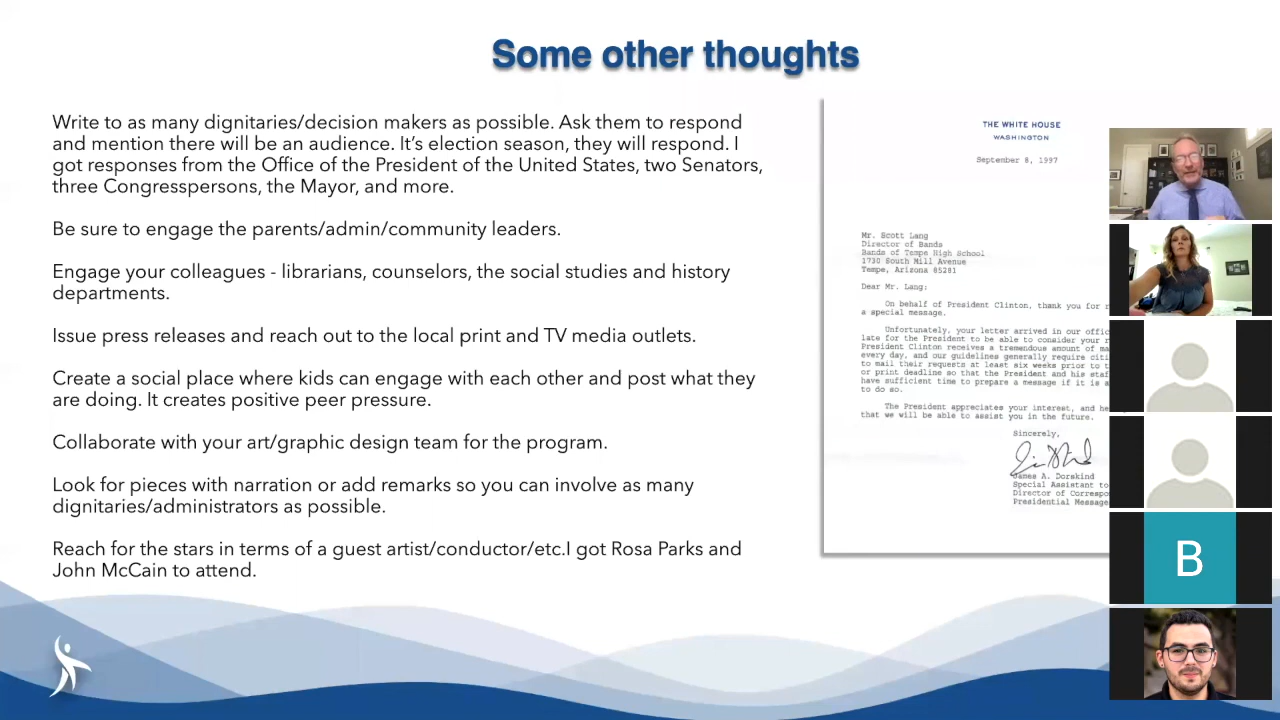 Some other thoughts
Write to as many dignitaries/decision makers as possible. Ask them to respond
and mention there will be an audience. It's election season, they will respond. I
got responses from the Office of the President of the United States, two Senators,
three Congresspersons, the Mayor, and more.
Be sure to engage the parents/admin/community leaders.
Engage your colleages - librarians, counselors, the social studies and history
departments.
Issue press releases and reach out to the local print and TV media outlets.
Create a social place where kids can engage with each other and post what they
are doing. It creates positive peer pressure.
Collaborate with your art/graphic design team for the program.
Look for pieces with narration or add remarks so you can involve as many
dignitaries/administrators as possible.
Reach for the stars in terms of a guest artist/conductor/etc.I got Rosa Parks and
John McCain to attend.
THE WHITE HOUSE
WASHINGTON
September 8, 1997
Mr. Scott Lang
Director of Bands
Bands of Tempe High School
1730 South Mill Avenue
Tempe, Arizona 85281
Dear Mr. Lang:
On behalf of President Clinton, thank you for
a special message.
Unfortunately, your letter arrived in our
late for the President to be able to consider your
President Clinton receives a tremendous amount of
every day, and our guidelines generally require
to mail their requests at least six weeks prior to
or print deadline so that the President and his
have sufficient time to prepare a message if it is
to do so.
The President appreciates your interest, and
that we will be able to assist you in the future.
Sincerely,
James A. Dorskind
Special Assistant to
Director of
Presidential
B